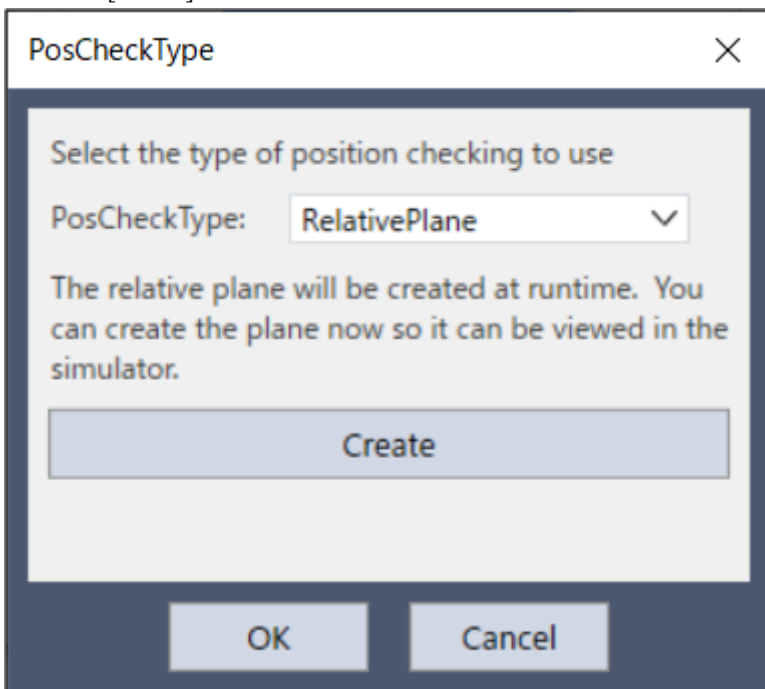 PosCheckType
Select the type of position checking to use
PosCheckType: RelativePlane
The relative plane will be created at runtime. You
can create the plane now so it can be viewed in the
simulator.
Create
OK Cancel